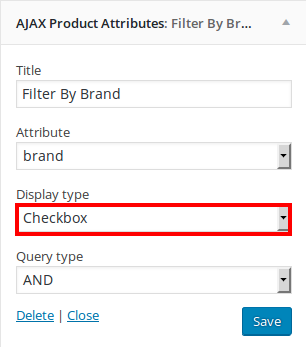 AJAX Product Attributes: Filter By Br...
Title
Filter By Brand
Attribute
brand
Display type
Checkbox
Query type
AND
Delete | Close
Save